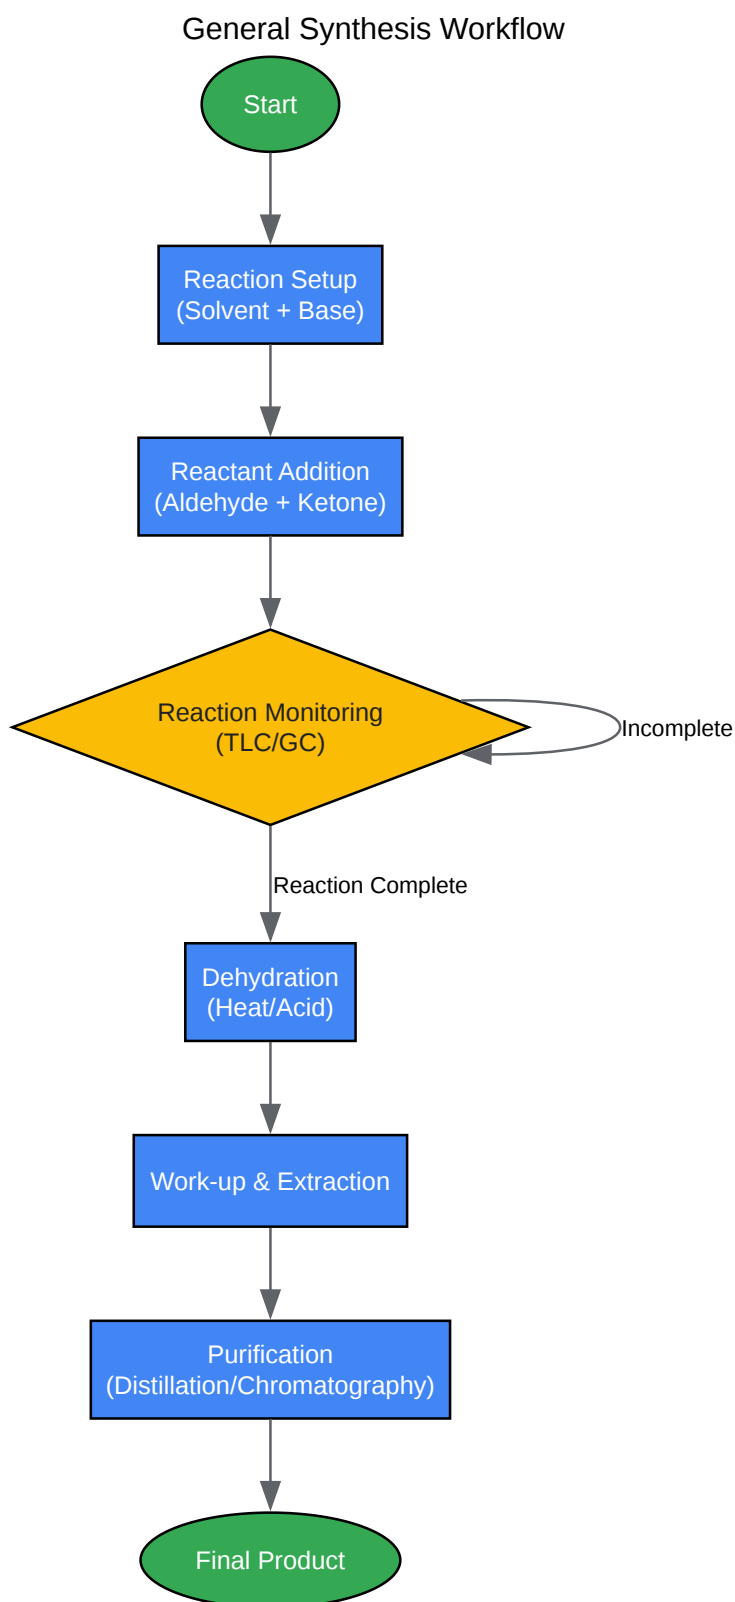 General Synthesis Workflow
Start
Reaction Setup
(Solvent + Base)
Reactant Addition
(Aldehyde + Ketone)
Reaction Monitoring
(TLC/GC)
Incomplete
Reaction Complete
Dehydration
(Heat/Acid)
Work-up & Extraction
Purification
(Distillation/Chromatography)
Final Product